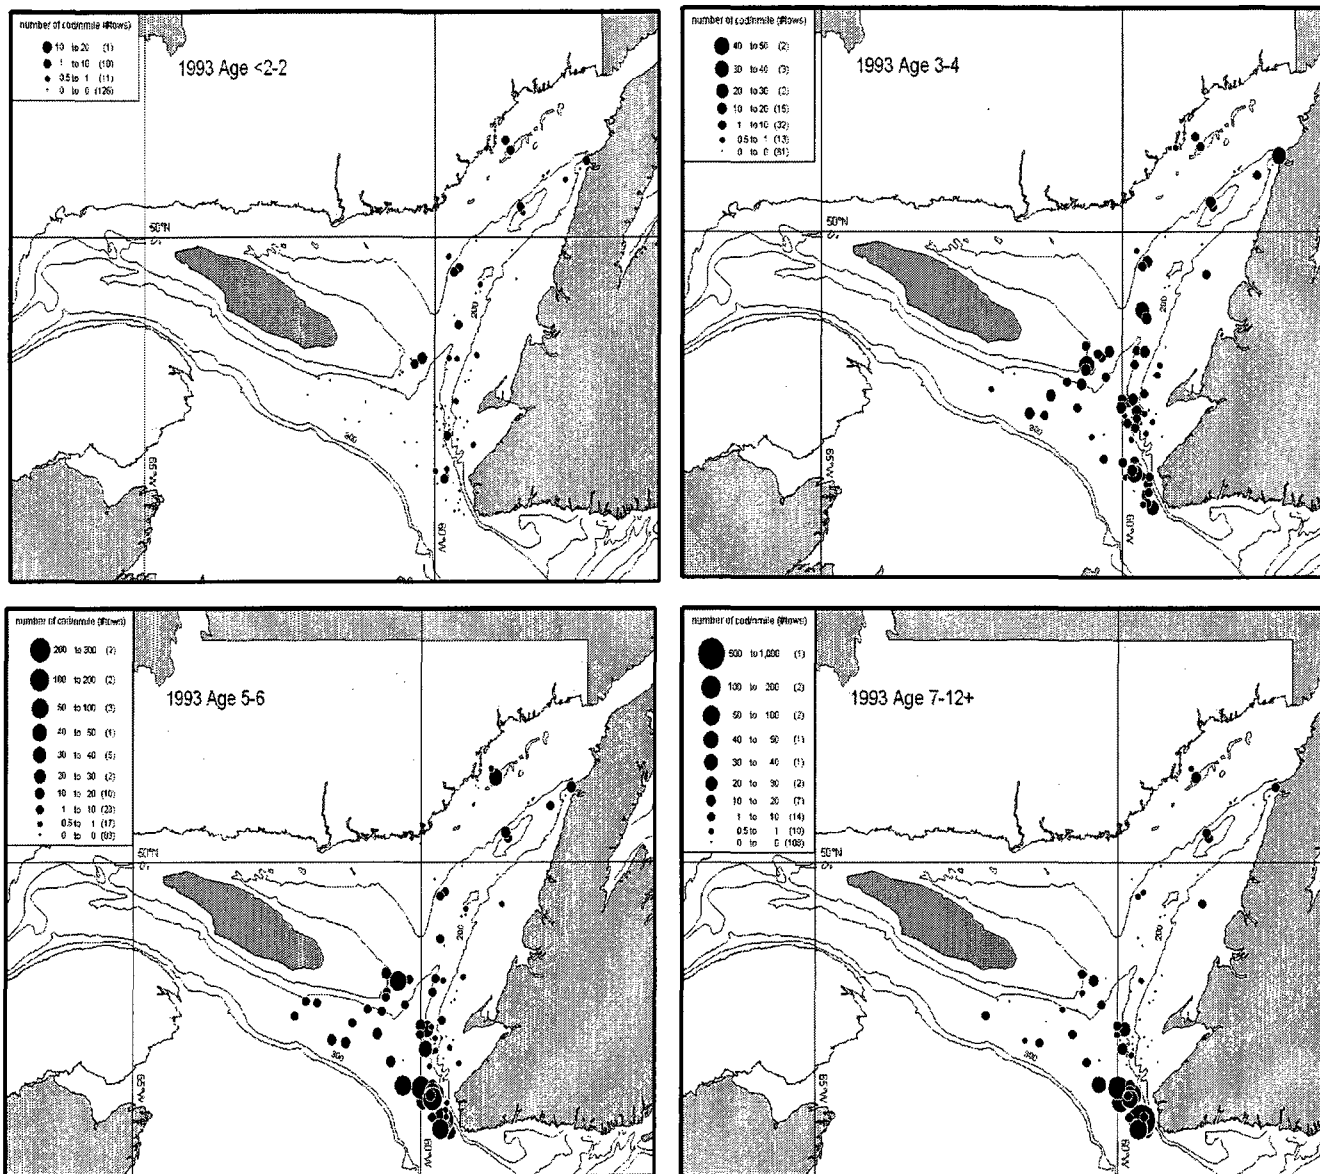 number of cod/nmile (#tows)
10 to 20 (1)
1 to 10 (10)
0.5 to 1 (11)
0 to 0 (126)
1993 Age <2-2
50°N
200
300
65°W
60°W
number of cod/nmile (#tows)
40 to 50 (2)
30 to 40 (3)
20 to 30 (2)
10 to 20 (15)
1 to 10 (32)
0.5 to 1 (13)
0 to 0 (81)
1993 Age 3-4
50°N
200
300
65°W
60°W
number of cod/nmile (#tows)
200 to 300 (2)
100 to 200 (2)
50 to 100 (3)
40 to 50 (1)
30 to 40 (5)
20 to 30 (2)
10 to 20 (10)
1 to 10 (23)
0.5 to 1 (17)
0 to 0 (83)
1993 Age 5-6
50°N
200
300
65°W
60°W
number of cod/nmile (#tows)
500 to 1,000 (1)
100 to 200 (2)
50 to 100 (2)
40 to 50 (1)
30 to 40 (1)
20 to 30 (2)
10 to 20 (7)
1 to 10 (14)
0.5 to 1 (10)
0 to 0 (108)
1993 Age 7-12+
50°N
200
300
65°W
60°W